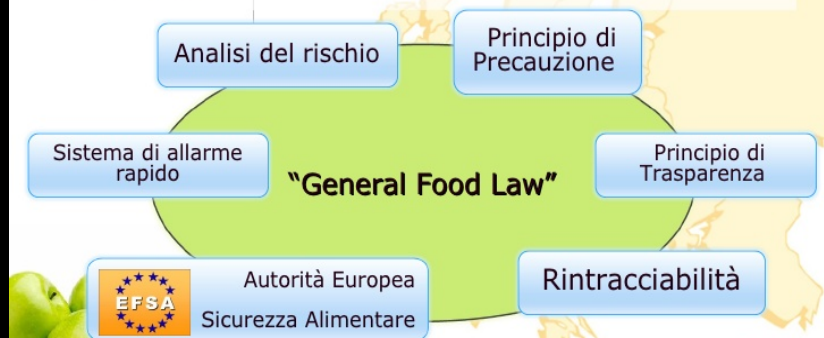 Analisi del rischio
Principio di
Precauzione
Sistema di allarme
rapido
"General Food Law"
Principio di
Trasparenza
EFSA
Autorità Europea
Sicurezza Alimentare
Rintracciabilità